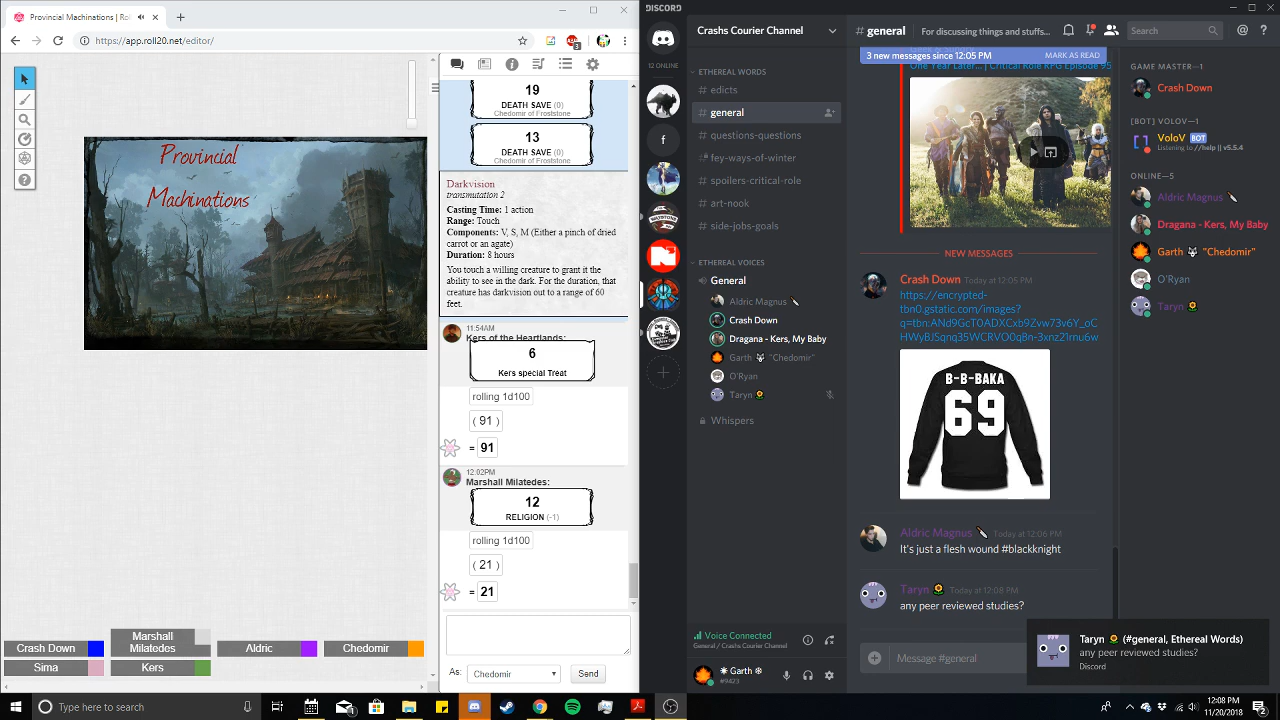 Provincial Machinations | Rol
https://app.roll20.net/editor/
3
Provincial
Machinations
19
DEATH SAVE (0)
Chedomir of Froststone
13
DEATH SAVE (0)
Chedomir of Froststone
Darkvision
transmutation 2
Casting Time: 1 action
Range: Touch
Components: V, S, M (Either a pinch of dried
carrot or an agate)
Duration: 8 hours
You touch a willing creature to grant it the
ability to see in the dark. For the duration, that
creature has darkvision out to a range of 60
feet.
11:54AM
Kers of the Heartlands:
6
Kers special Treat
rolling 1d100
( 91 )
= 91
12:02PM
Marshall Milatedes:
12
RELIGION (-1)
rolling 1d100
( 21 )
= 21
As:
Chedomir
Send
Crash Down
Marshall
Milatedes
Aldric
Chedomir
Sima
Kers
DISCORD
12 ONLINE
f
Crashs Courier Channel
ETHEREAL WORDS
# edicts
# general
# questions-questions
# fey-ways-of-winter
# spoilers-critical-role
# art-nook
# side-jobs-goals
ETHEREAL VOICES
General
Aldric Magnus
Crash Down
Dragana - Kers, My Baby
Garth "Chedomir"
O'Ryan
Taryn
Whispers
Voice Connected
General / Crashs Courier Channel
Garth
#9423
# general
For discussing things and stuffs...
Search
3 new messages since 12:05 PM
MARK AS READ
One Year Later... | Critical Role RPG Episode 95
NEW MESSAGES
Crash Down Today at 12:05 PM
https://encrypted-
tbn0.gstatic.com/images?
q=tbn:ANd9GcT0ADXCxb9Zvw73v6Y_oC
HWyBJSqnq35WCRVO0q8n-3xnz21rnu6w
B-B-BAKA
69
Aldric Magnus Today at 12:06 PM
It's just a flesh wound #blackknight
Taryn Today at 12:08 PM
any peer reviewed studies?
Message #general
GAME MASTER—1
Crash Down
[BOT] VOLOV—1
VoloV BOT
Listening to //help || v5.5.4
ONLINE—5
Aldric Magnus
Dragana - Kers, My Baby
Garth "Chedomir"
O'Ryan
Taryn
Taryn (#general, Ethereal Words)
any peer reviewed studies?
Discord
Type here to search
12:08 PM
11/20/2018